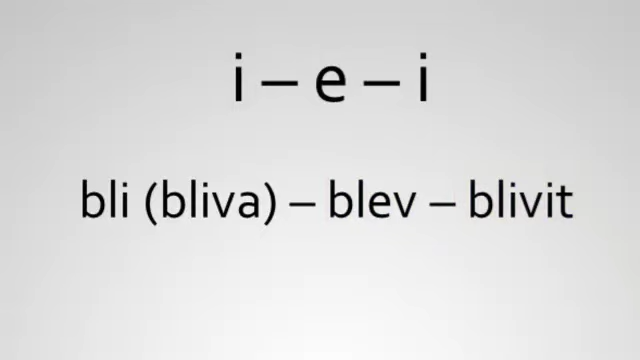 i – e – i
bli (bliva) – blev – blivit